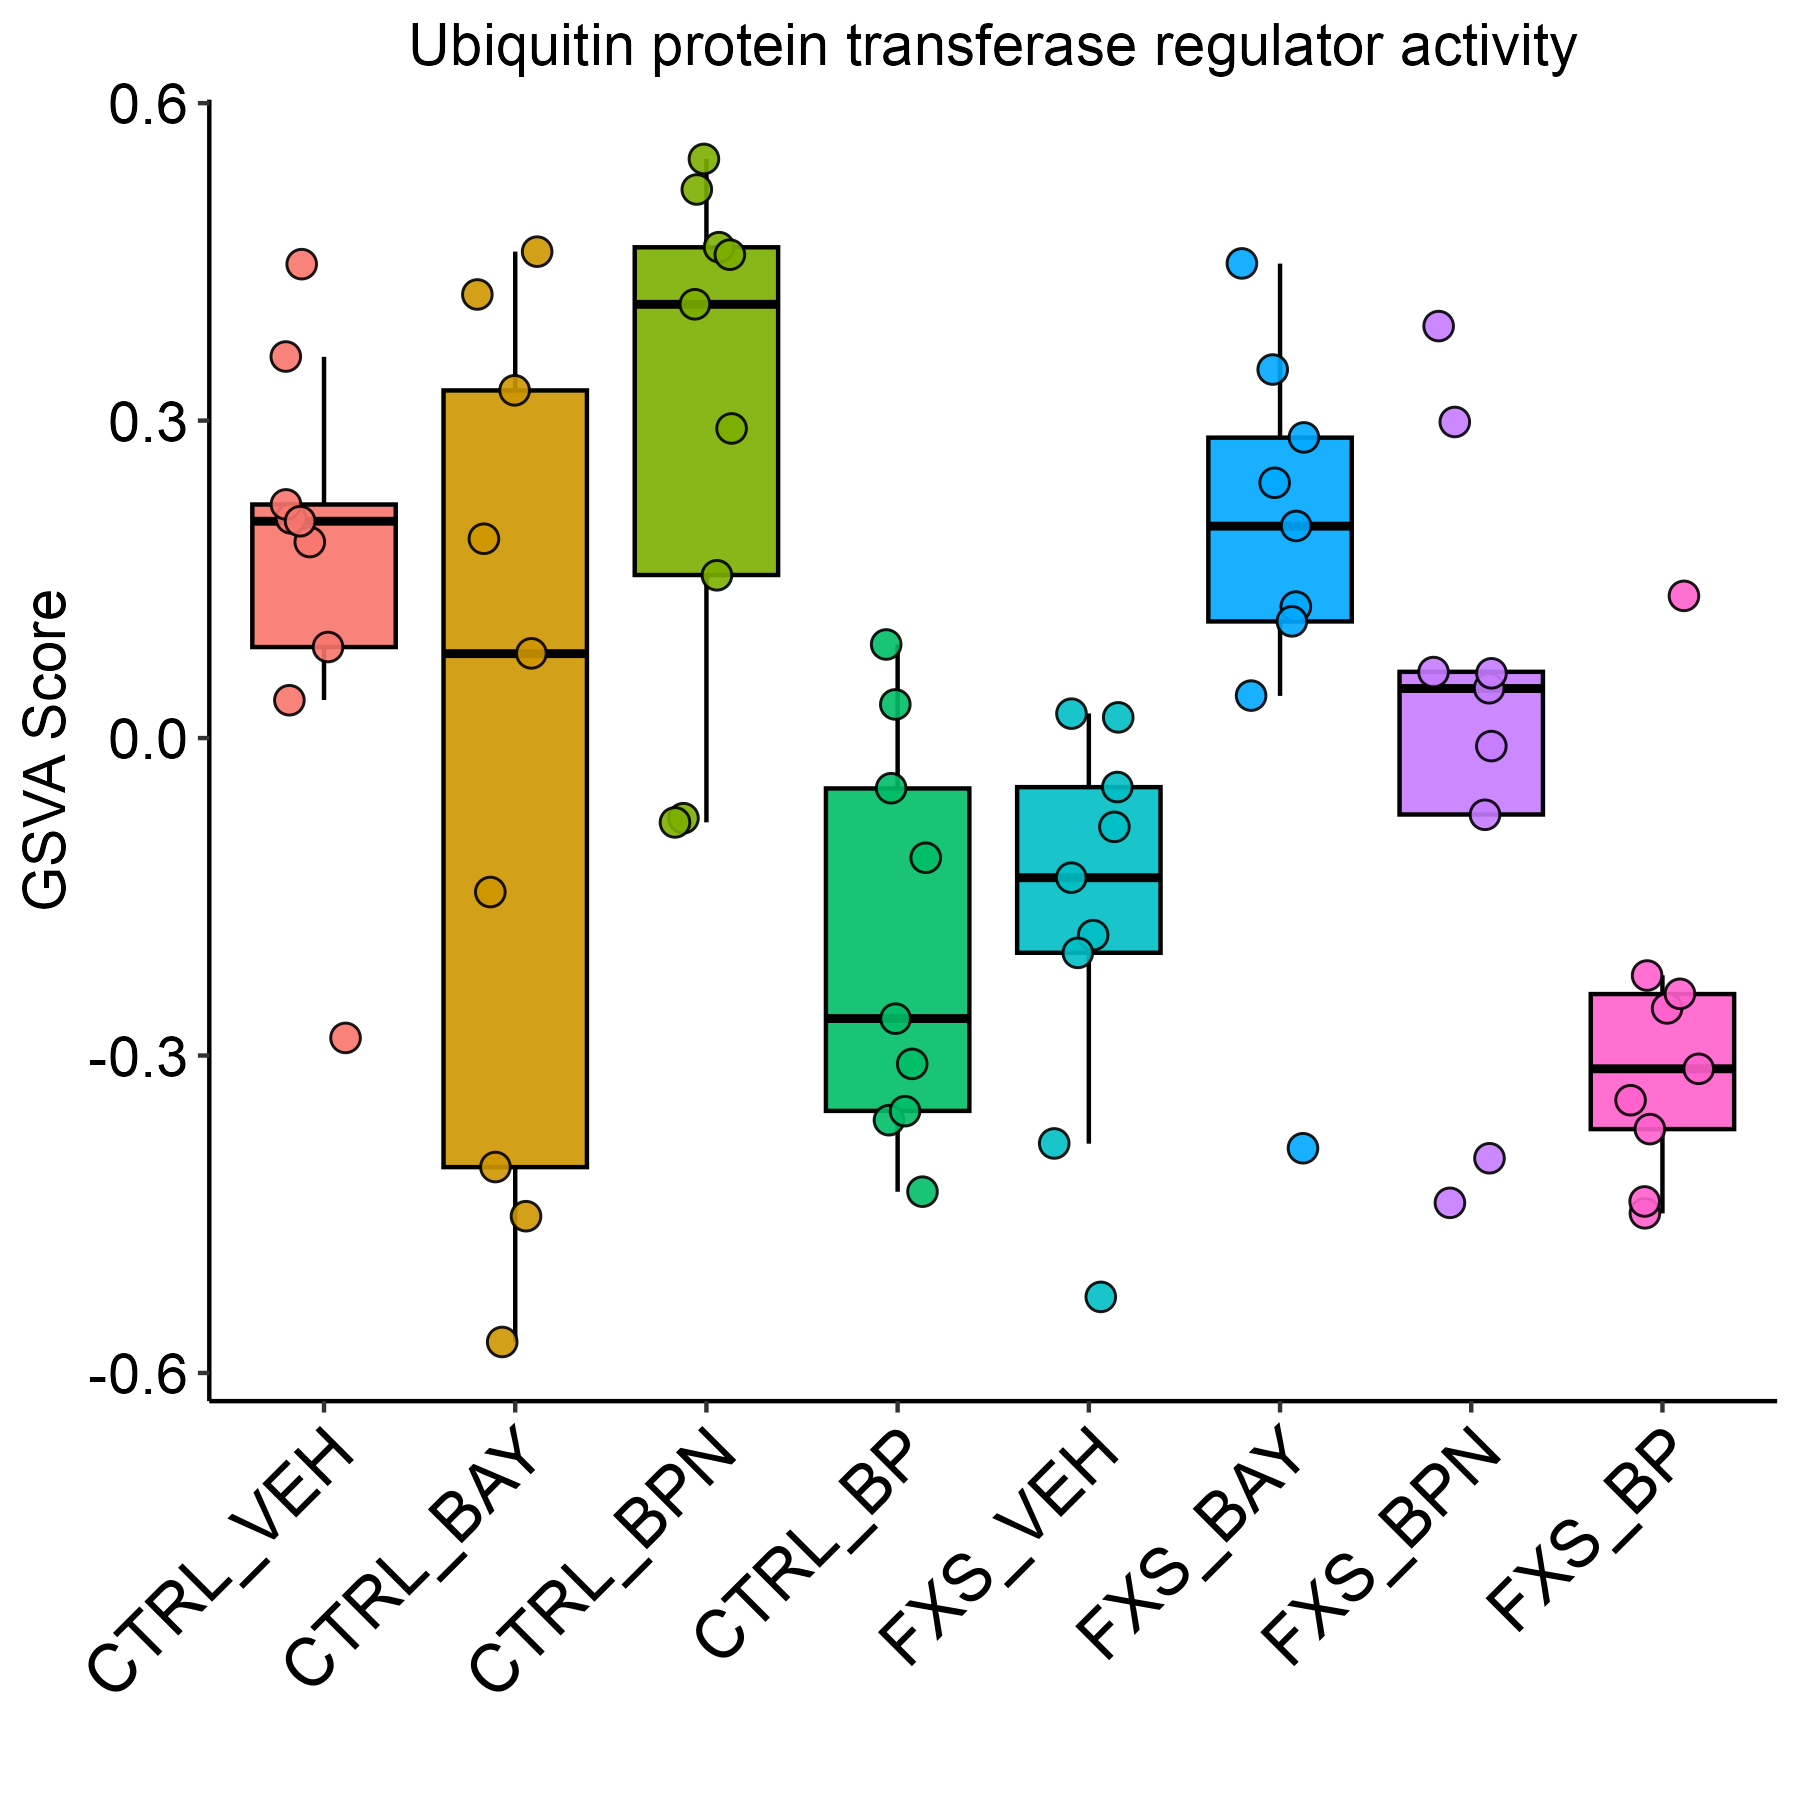 Ubiquitin protein transferase regulator activity
GSVA Score
0.6
0.3
0.0
-0.3
-0.6
CTRL_VEH
CTRL_BAY
CTRL_BPN
CTRL_BP
FXS_VEH
FXS_BAY
FXS_BPN
FXS_BP